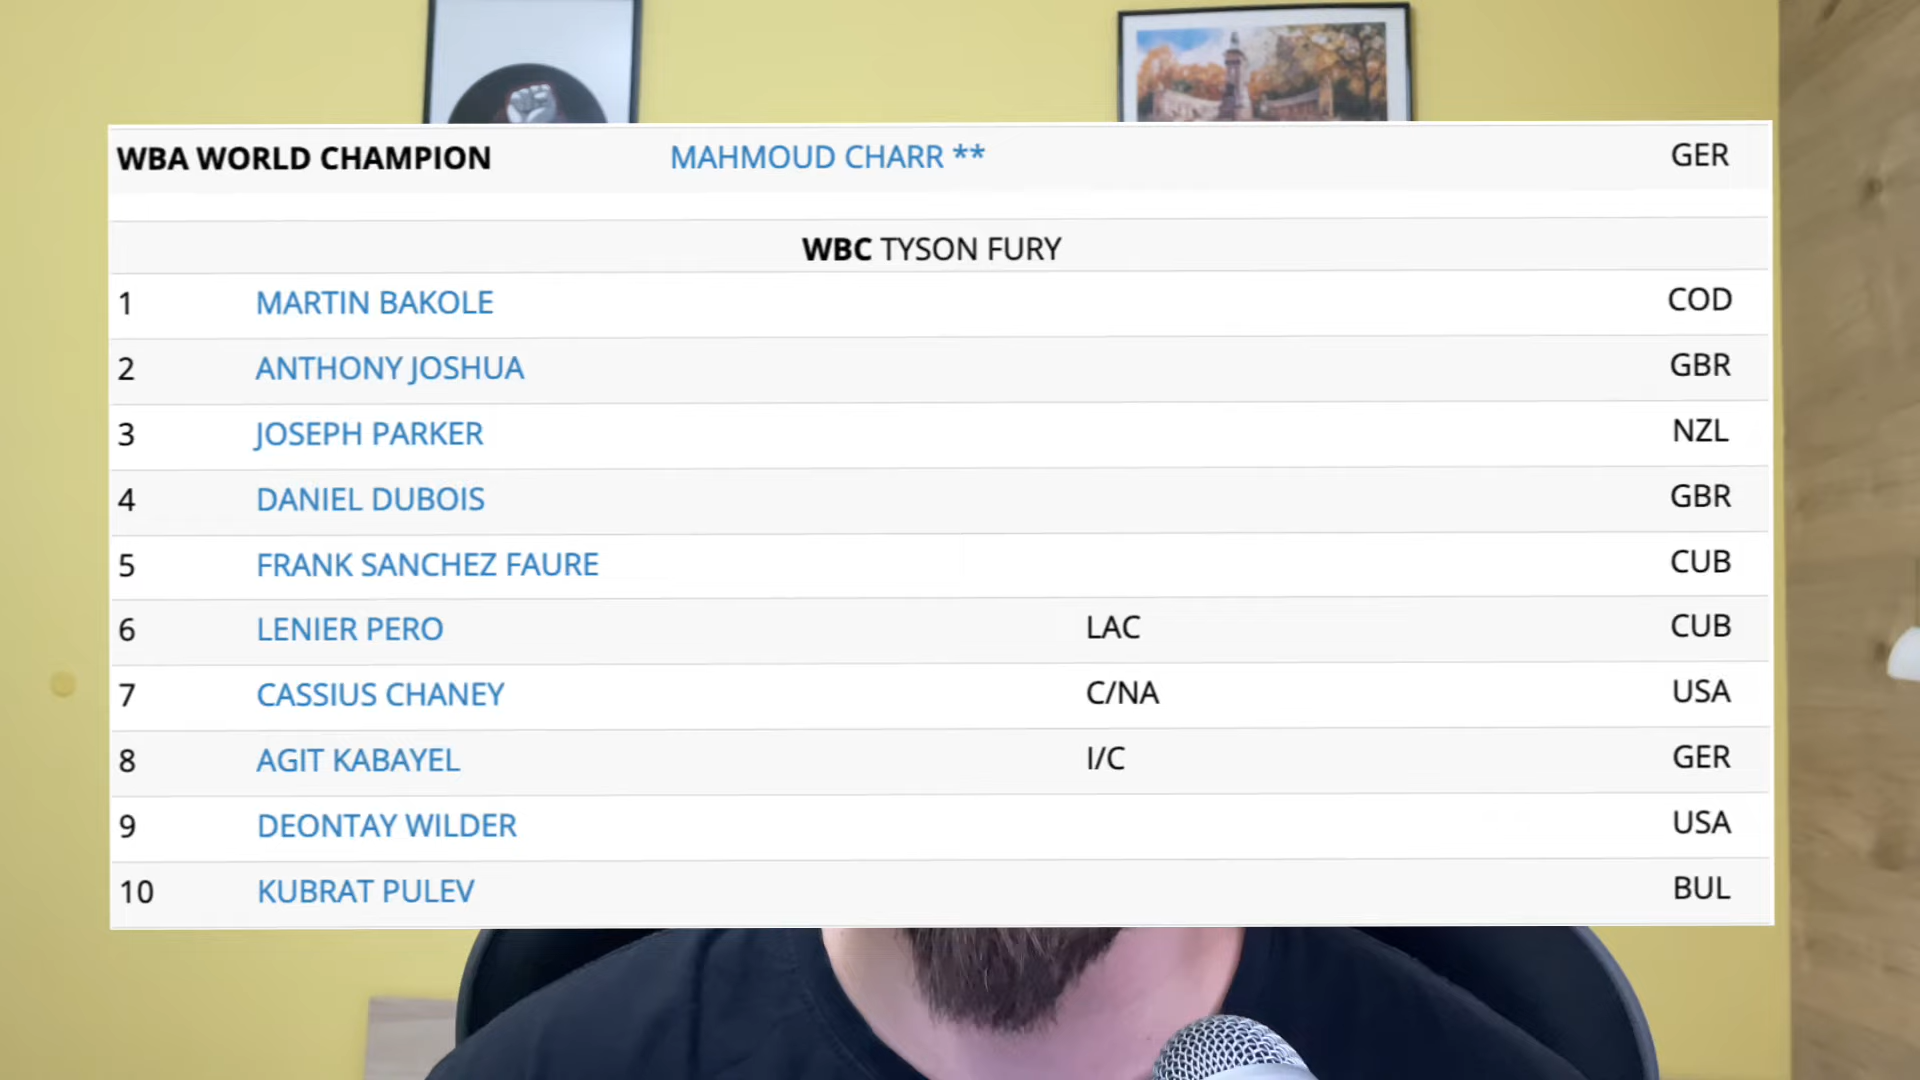 WBA WORLD CHAMPION MAHMOUD CHARR ** GER
WBC TYSON FURY
1 MARTIN BAKOLE COD
2 ANTHONY JOSHUA GBR
3 JOSEPH PARKER NZL
4 DANIEL DUBOIS GBR
5 FRANK SANCHEZ FAURE CUB
6 LENIER PERO LAC CUB
7 CASSIUS CHANEY C/NA USA
8 AGIT KABAYEL I/C GER
9 DEONTAY WILDER USA
10 KUBRAT PULEV BUL